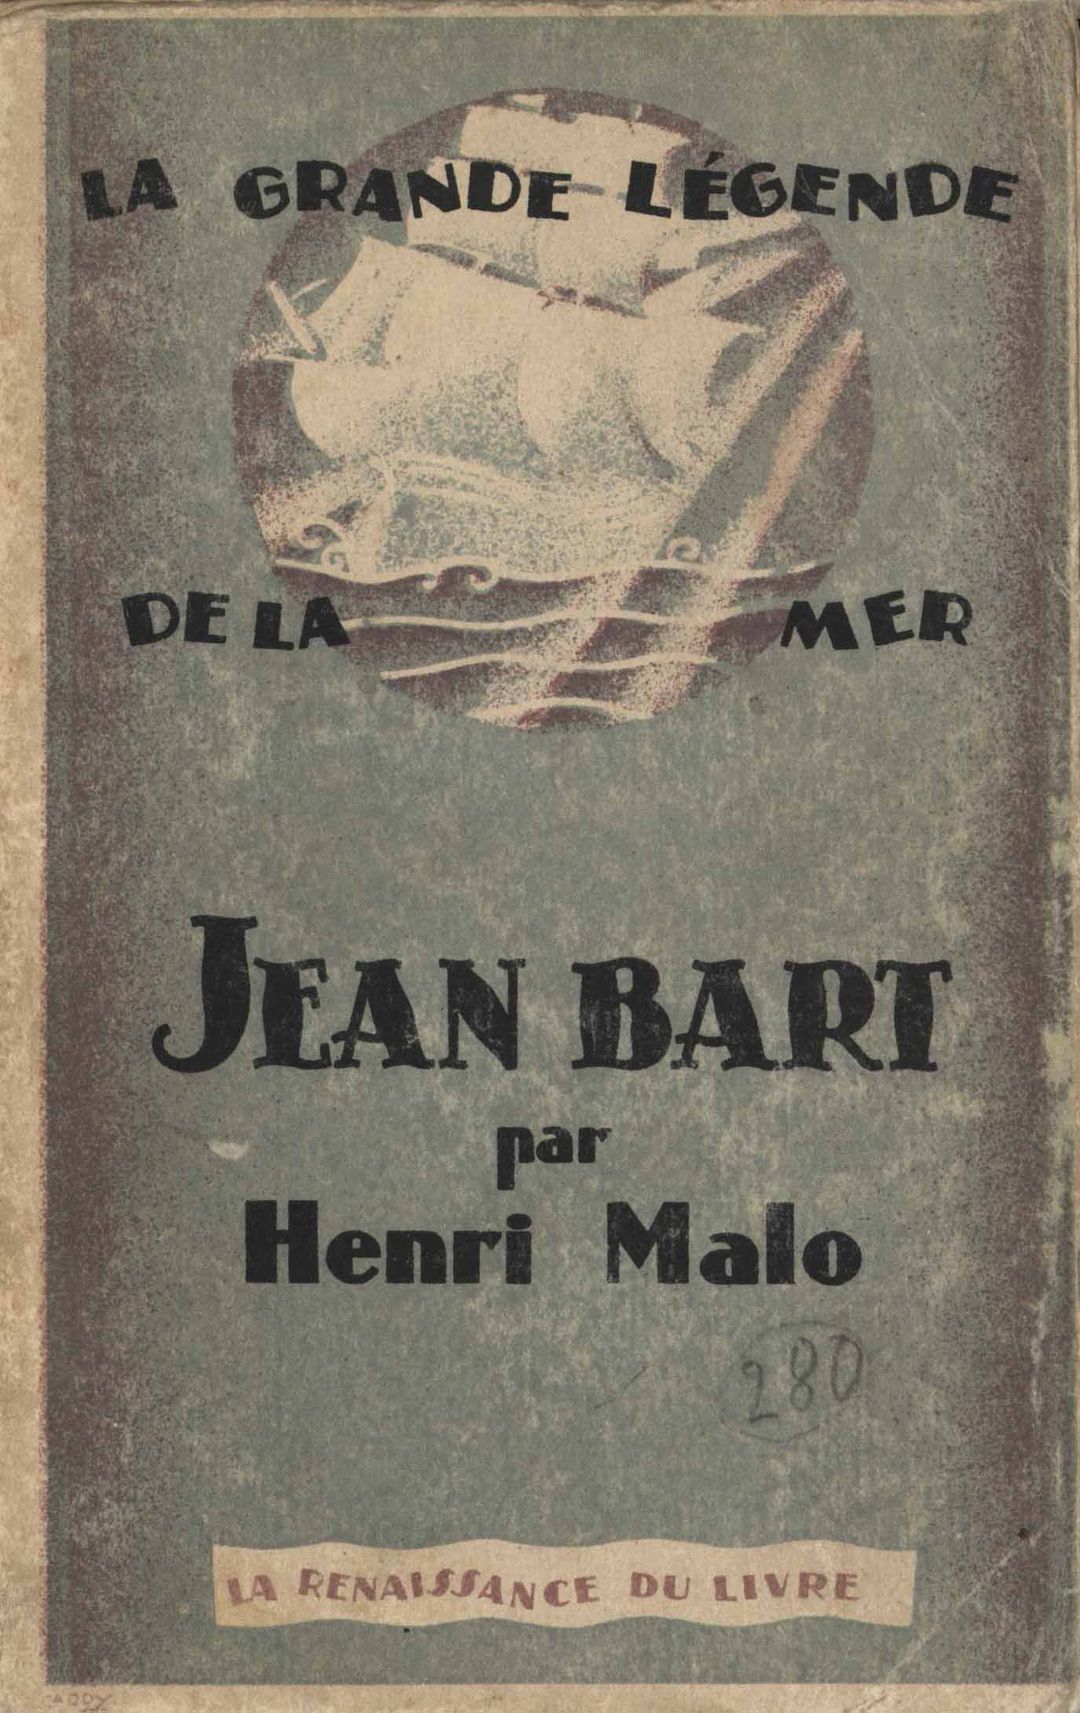 LA GRANDE LÉGENDE
DE LA MER
JEAN BART
par
Henri Malo
280
LA RENAISSANCE DU LIVRE